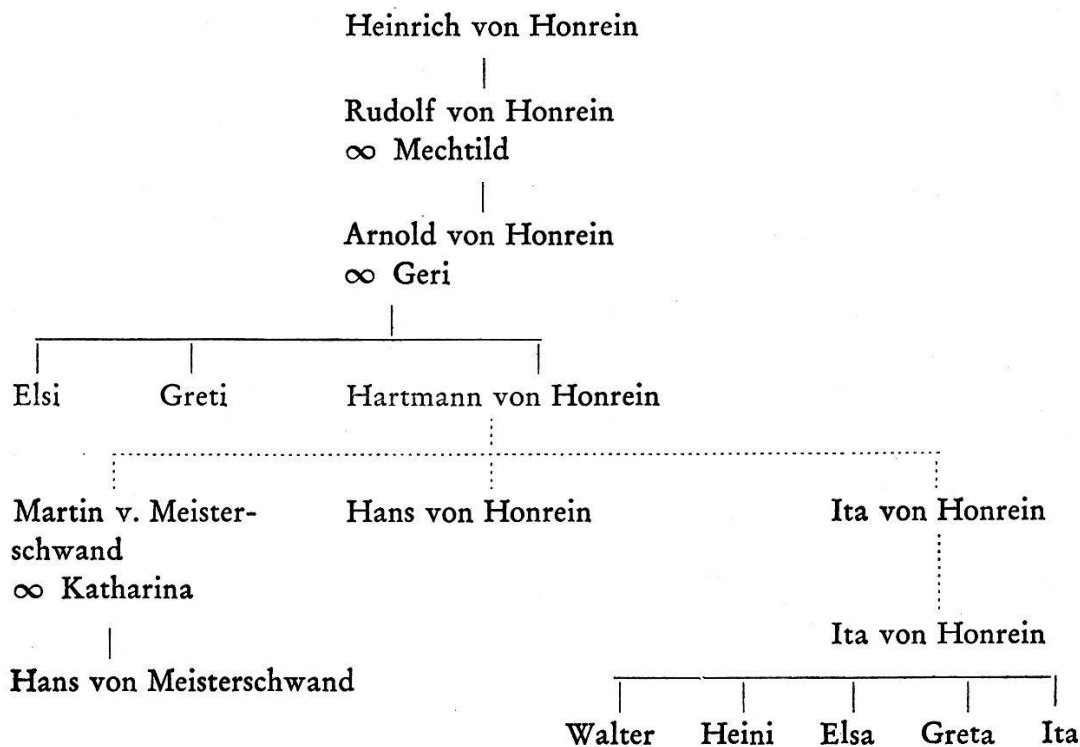 Heinrich von Honrein
Rudolf von Honrein
∞ Mechtild
Arnold von Honrein
∞ Geri
Elsi Greti Hartmann von Honrein
Martin v. Meister-
schwand
∞ Katharina
Hans von Honrein
Ita von Honrein
Ita von Honrein
Hans von Meisterschwand
Walter Heini Elsa Greta Ita